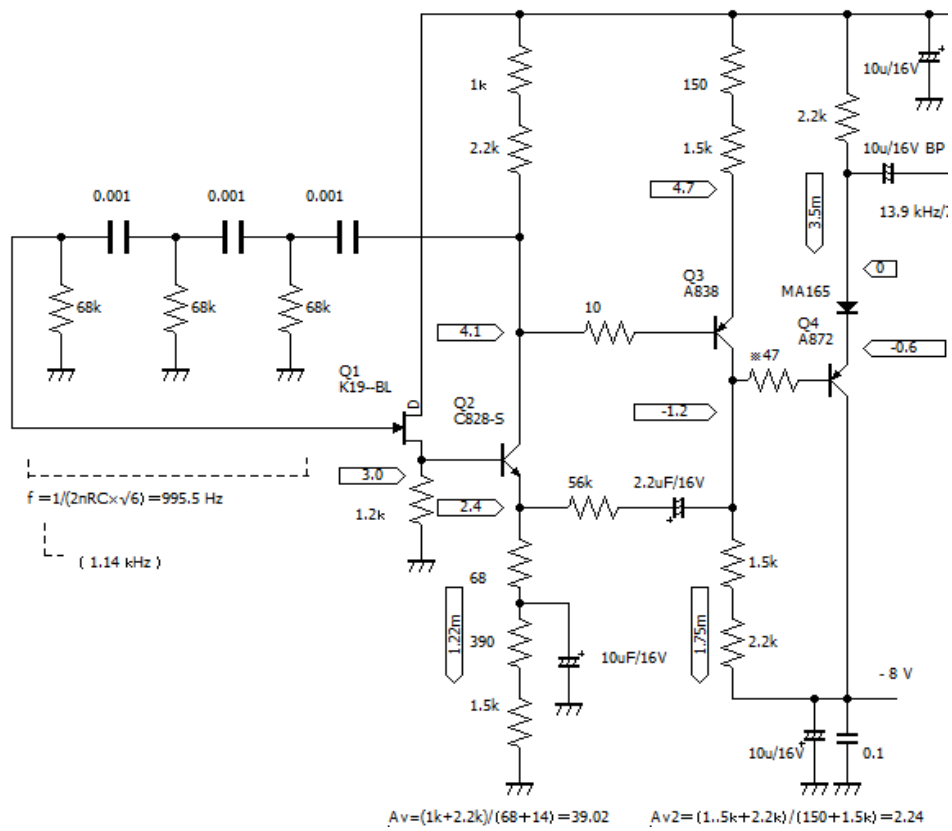 1k
150
10u/16V
2.2k
2.2k
1.5k
10u/16V BP
0.001
0.001
0.001
4.7
3.5m
13.9 kHz/
Q3
A838
0
68k
68k
68k
10
MA165
4.1
Q4
A872
-0.6
※47
Q1
K19--BL
D
Q2
C828-S
-1.2
3.0
56k
2.2uF/16V
f =1/(2πRC×√6) =995.5 Hz
1.2k
2.4
+
( 1.14 kHz )
68
1.5k
1.22m
390
10uF/16V
+
1.75m
2.2k
- 8 V
1.5k
10u/16V
+
0.1
Av=(1k+2.2k)/(68+14) =39.02
Av2= (1..5k+2.2k)/(150+1.5k) =2.24